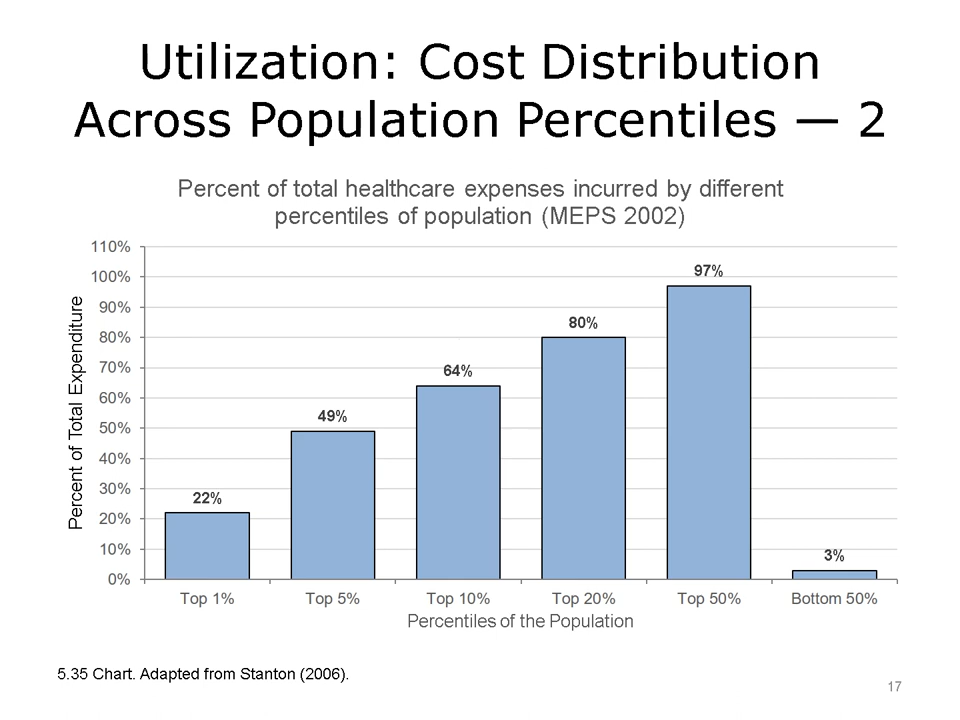 Utilization: Cost Distribution
Across Population Percentiles — 2
Percent of total healthcare expenses incurred by different
percentiles of population (MEPS 2002)
Percent of Total Expenditure
110%
100%
90%
80%
70%
60%
50%
40%
30%
20%
10%
0%
22%
49%
64%
80%
97%
3%
Top 1%
Top 5%
Top 10%
Top 20%
Top 50%
Bottom 50%
Percentiles of the Population
5.35 Chart. Adapted from Stanton (2006).
17